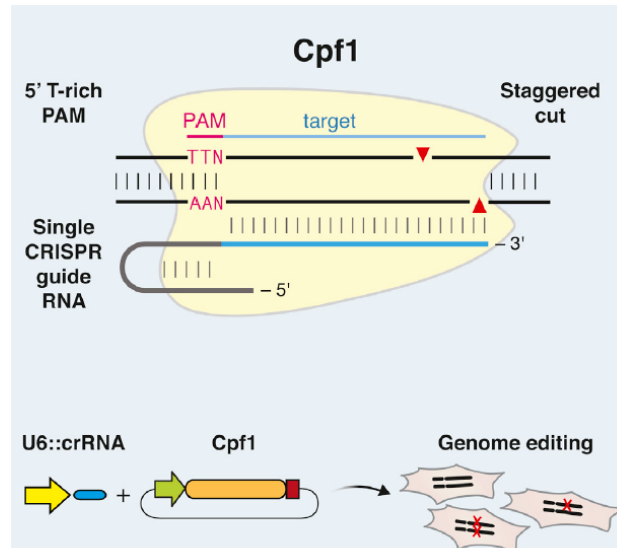 Cpf1
5' T-rich
PAM
Staggered
cut
PAM
target
TTN
AAN
Single
CRISPR
guide
RNA
– 3'
– 5'
U6::crRNA
Cpf1
Genome editing
+